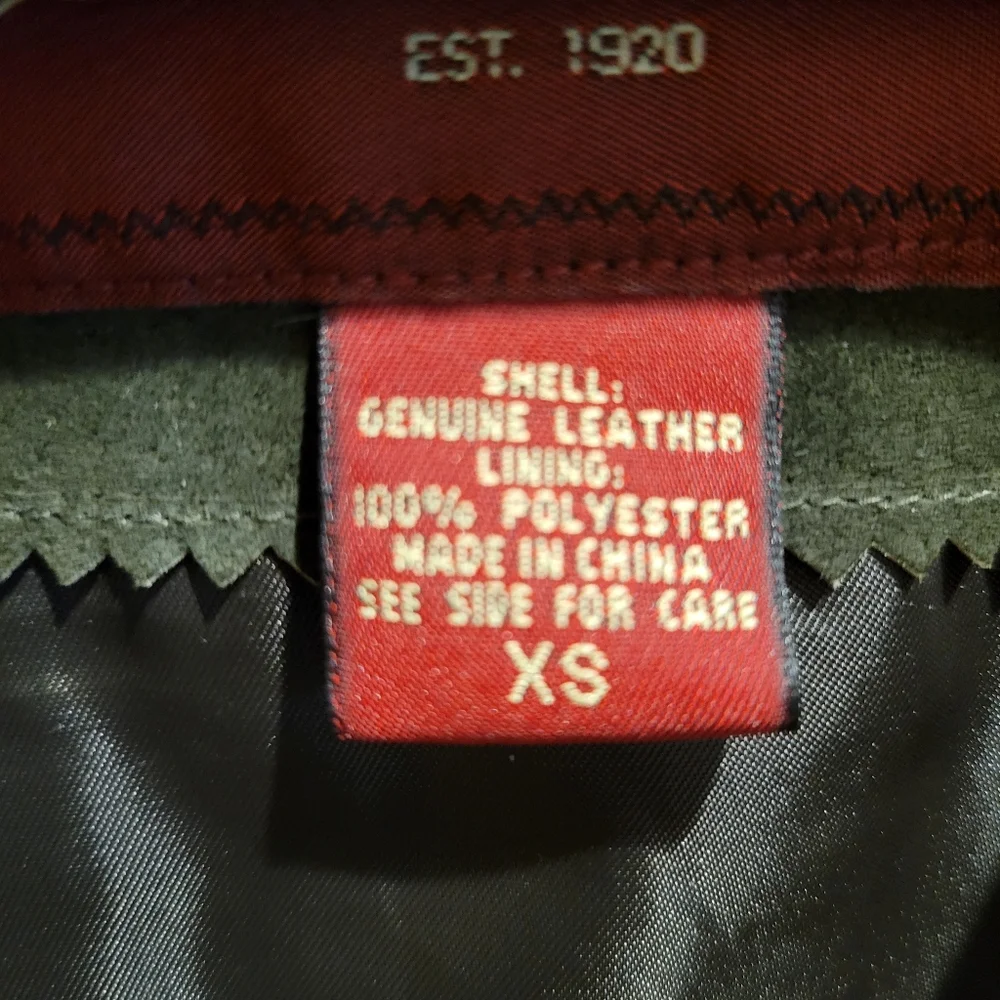 EST. 1920
SHELL:
GENUINE LEATHER
LINING:
100% POLYESTER
MADE IN CHINA
SEE SIDE FOR CARE
XS